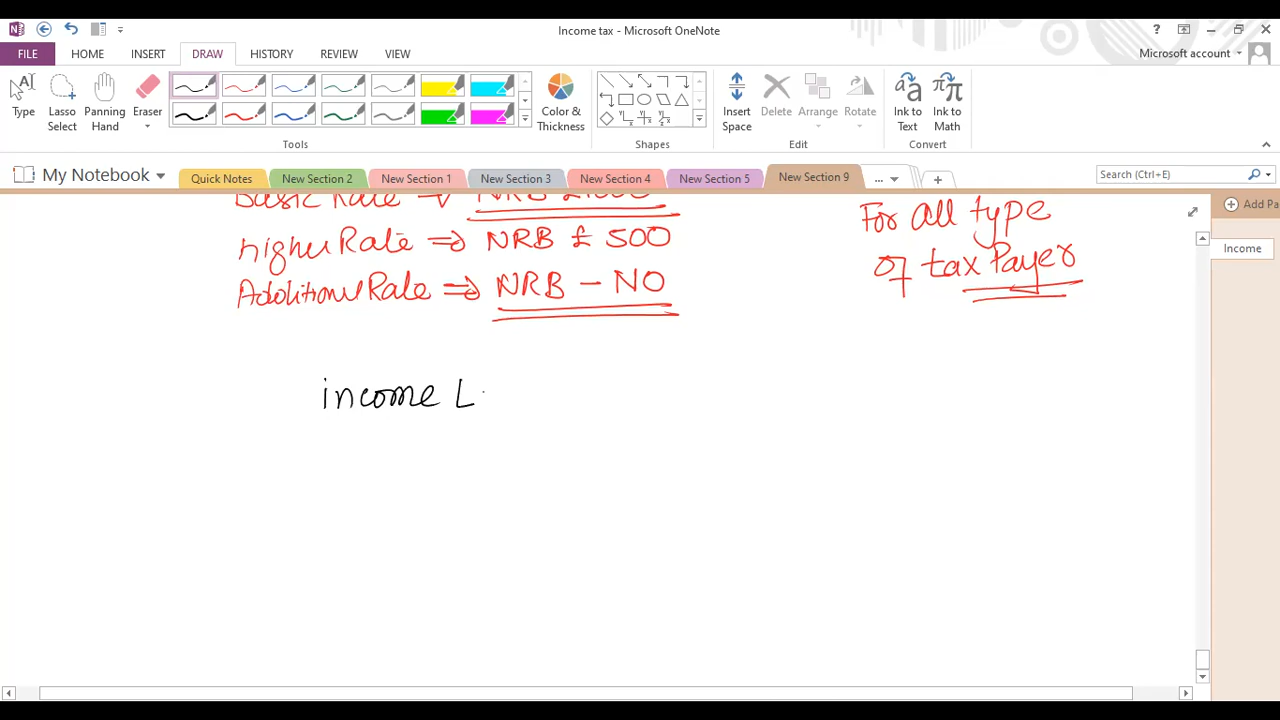 Income tax - Microsoft OneNote
FILE HOME INSERT DRAW HISTORY REVIEW VIEW
Microsoft account
Type
Lasso Select
Panning Hand
Eraser
Color & Thickness
Insert Space
Delete
Arrange
Rotate
Ink to Text
Ink to Math
Tools Shapes Edit Convert
My Notebook Quick Notes New Section 2 New Section 1 New Section 3 New Section 4 New Section 5 New Section 9 ... Search (Ctrl+E)
Add Pa
Income
Basic Rate NRB
Higher Rate ⇒ NRB £ 500
Additional Rate ⇒ NRB - NO
For all type
of tax Payer
income L